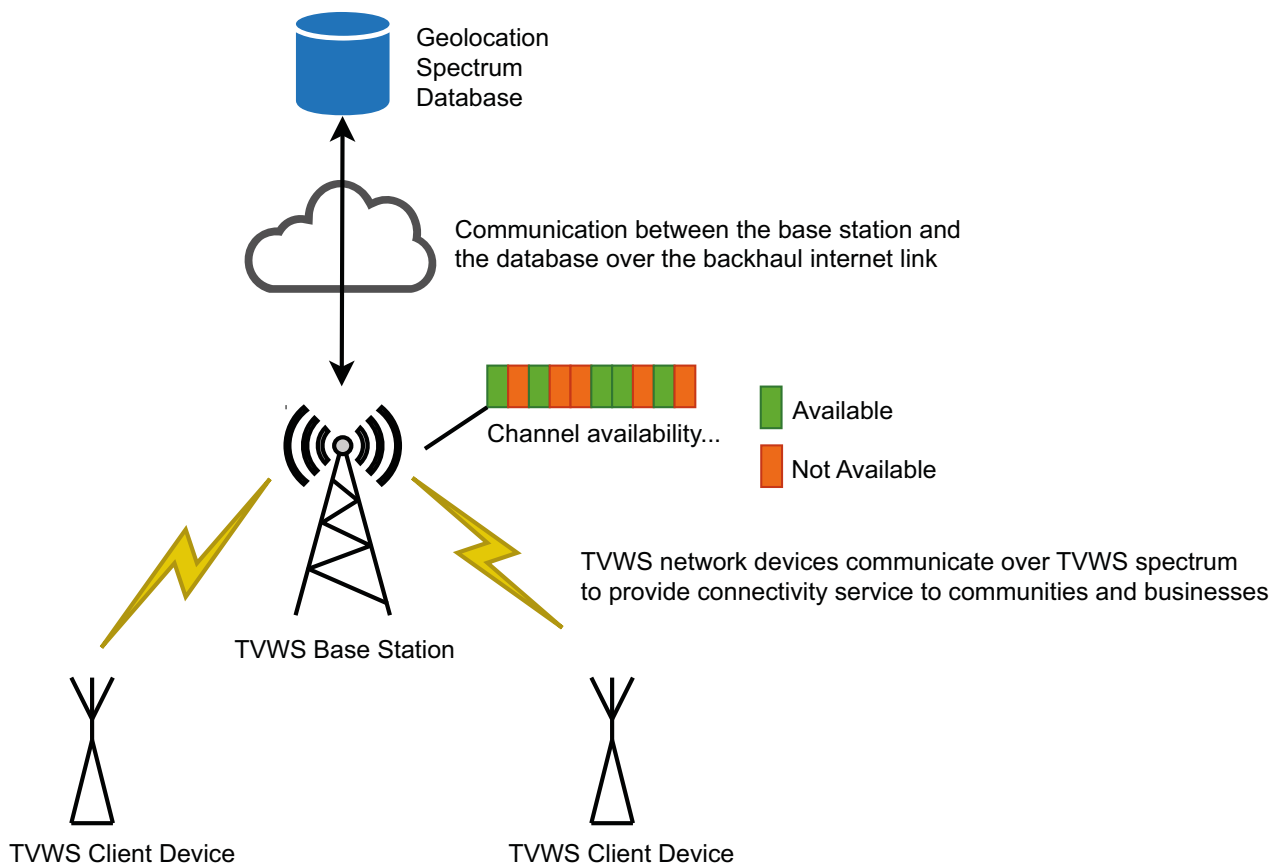 Geolocation
Spectrum
Database
Communication between the base station and
the database over the backhaul internet link
Channel availability...
Available
Not Available
TVWS network devices communicate over TVWS spectrum
to provide connectivity service to communities and businesses
TVWS Base Station
TVWS Client Device
TVWS Client Device